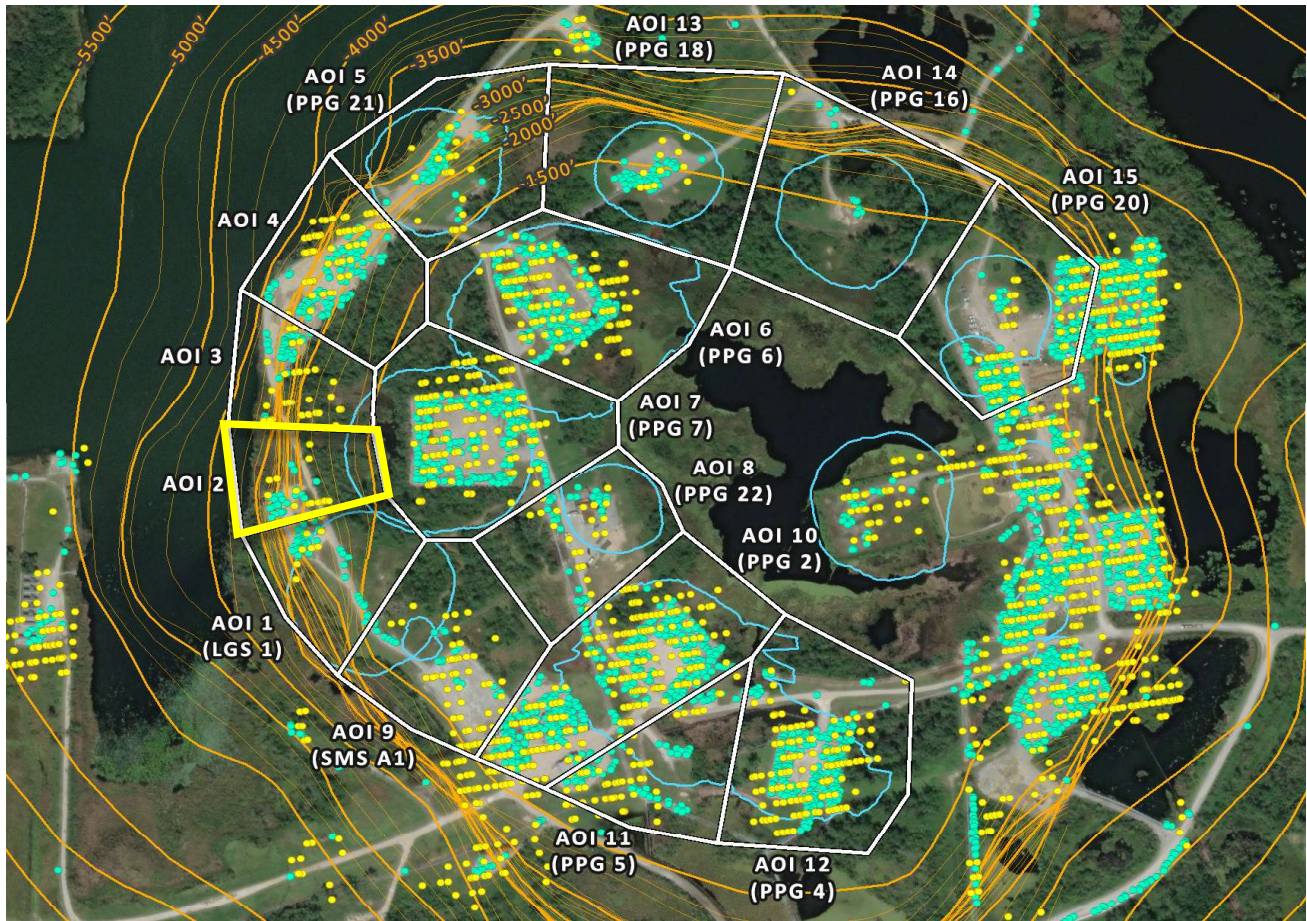 -5500'
-5000'
-4500'
-4000'
-3500'
-3000'
-2500'
-2000'
-1500'
AOI 13
(PPG 18)
AOI 5
(PPG 21)
AOI 14
(PPG 16)
AOI 15
(PPG 20)
AOI 4
AOI 3
AOI 6
(PPG 6)
AOI 7
(PPG 7)
AOI 2
AOI 8
(PPG 22)
AOI 10
(PPG 2)
AOI 1
(LGS 1)
AOI 9
(SMS A1)
AOI 11
(PPG 5)
AOI 12
(PPG 4)